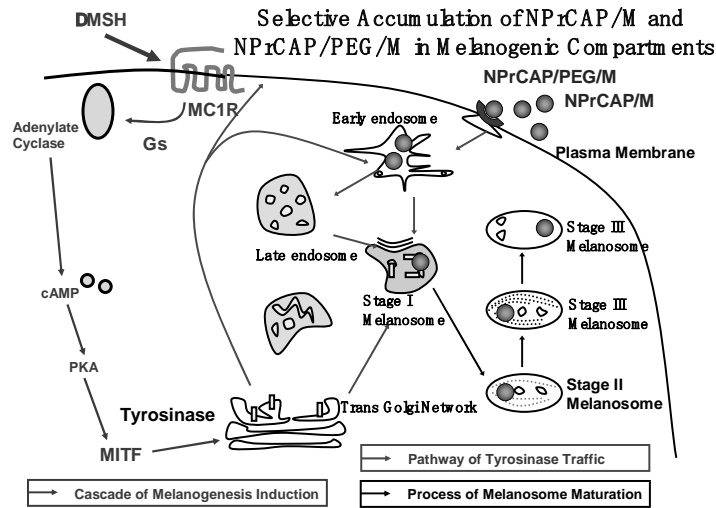 DMSH
Selective Accumulation of NPrCAP/M and
NPrCAP/PEG/M in Melanogenic Compartments
NPrCAP/PEG/M
NPrCAP/M
MC1R
Early endosome
Adenylate
Cyclase
Gs
Plasma Membrane
Late endosome
Stage III
Melanosome
cAMP
Stage I
Melanosome
Stage III
Melanosome
PKA
Stage II
Melanosome
Tyrosinase
Trans Golgi Network
MITF
Pathway of Tyrosinase Traffic
Cascade of Melanogenesis Induction
Process of Melanosome Maturation